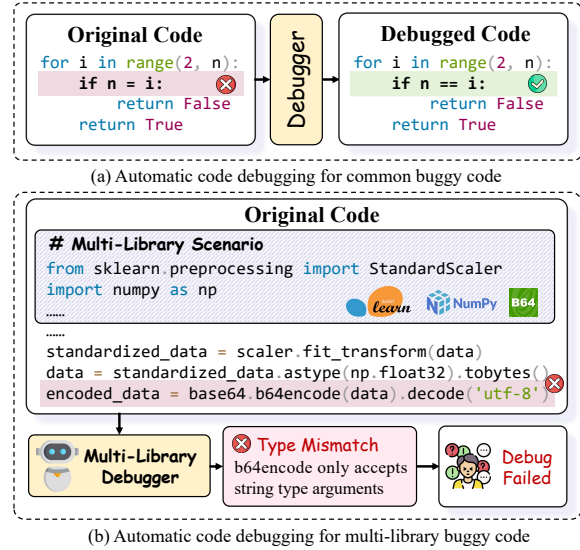 Original Code
for i in range(2, n):
if n = i:
return False
return True
Debugger
Debugged Code
for i in range(2, n):
if n == i:
return False
return True
(a) Automatic code debugging for common buggy code
Original Code
# Multi-Library Scenario
from sklearn.preprocessing import StandardScaler
import numpy as np
……
learn
NumPy
B64
……
standardized_data = scaler.fit_transform(data)
data = standardized_data.astype(np.float32).tobytes()
encoded_data = base64.b64encode(data).decode('utf-8')
Multi-Library
Debugger
Type Mismatch
b64encode only accepts
string type arguments
Debug
Failed
(b) Automatic code debugging for multi-library buggy code